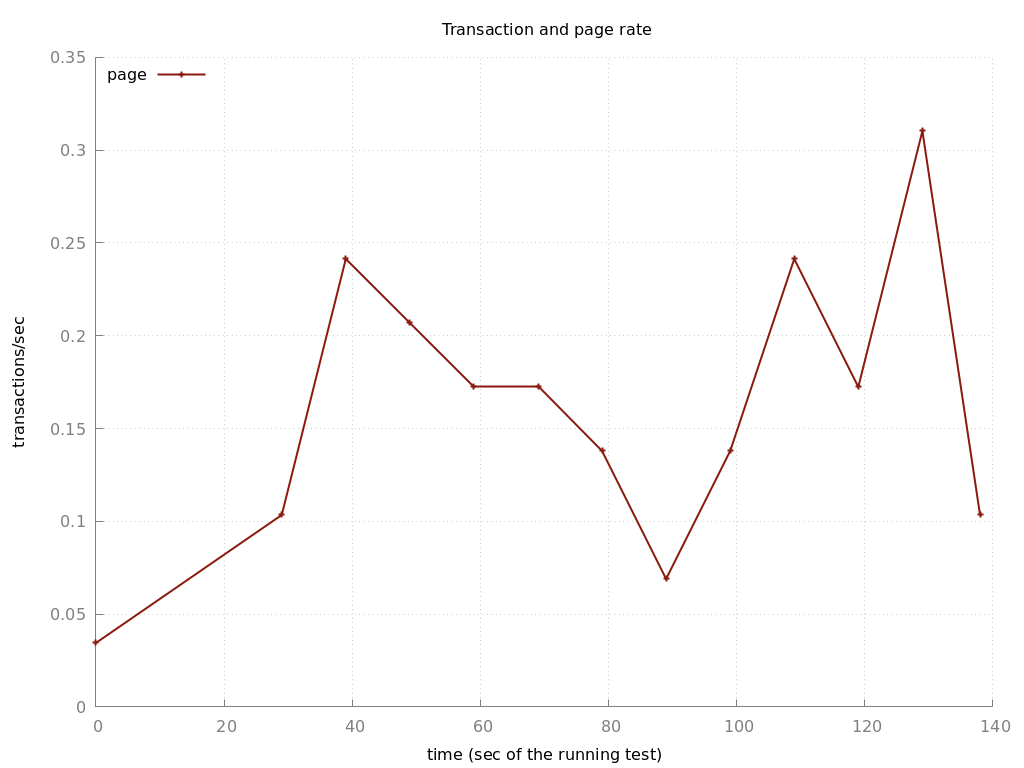 Transaction and page rate
0.35
page
0.3
0.25
0.2
0.15
0.1
0.05
0
transactions/sec
0 20 40 60 80 100 120 140
time (sec of the running test)